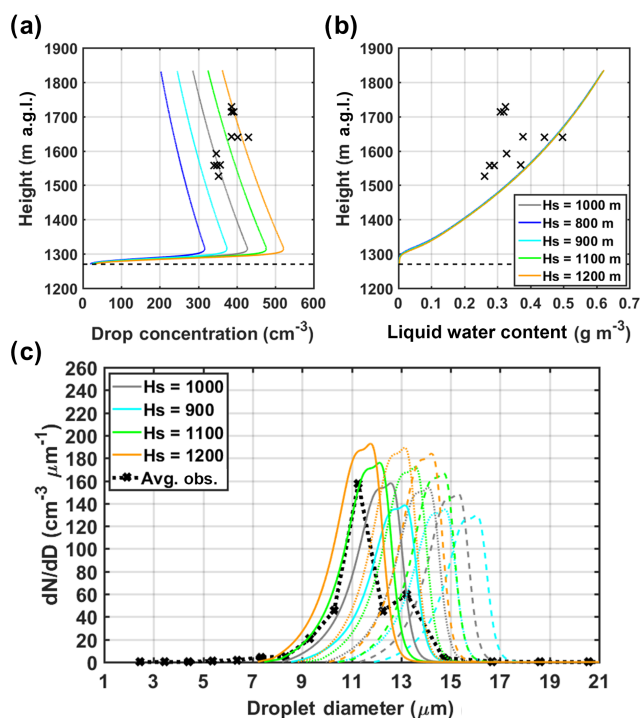 (a)
(b)
1900
1800
1700
1600
1500
1400
1300
1200
Height (m a.g.l.)
0 100 200 300 400 500 600
Drop concentration (cm⁻³)
1900
1800
1700
1600
1500
1400
1300
1200
Height (m a.g.l.)
Hs = 1000 m
Hs = 800 m
Hs = 900 m
Hs =1100 m
Hs = 1200 m
0 0.1 0.2 0.3 0.4 0.5 0.6 0.7
Liquid water content (g m⁻³)
(c)
260
240
220
200
180
160
140
120
100
80
60
40
20
0
dN/dD (cm⁻³ μm⁻¹)
Hs = 1000
Hs = 900
Hs = 1100
Hs = 1200
Avg. obs.
1 3 5 7 9 11 13 15 17 19 21
Droplet diameter (μm)